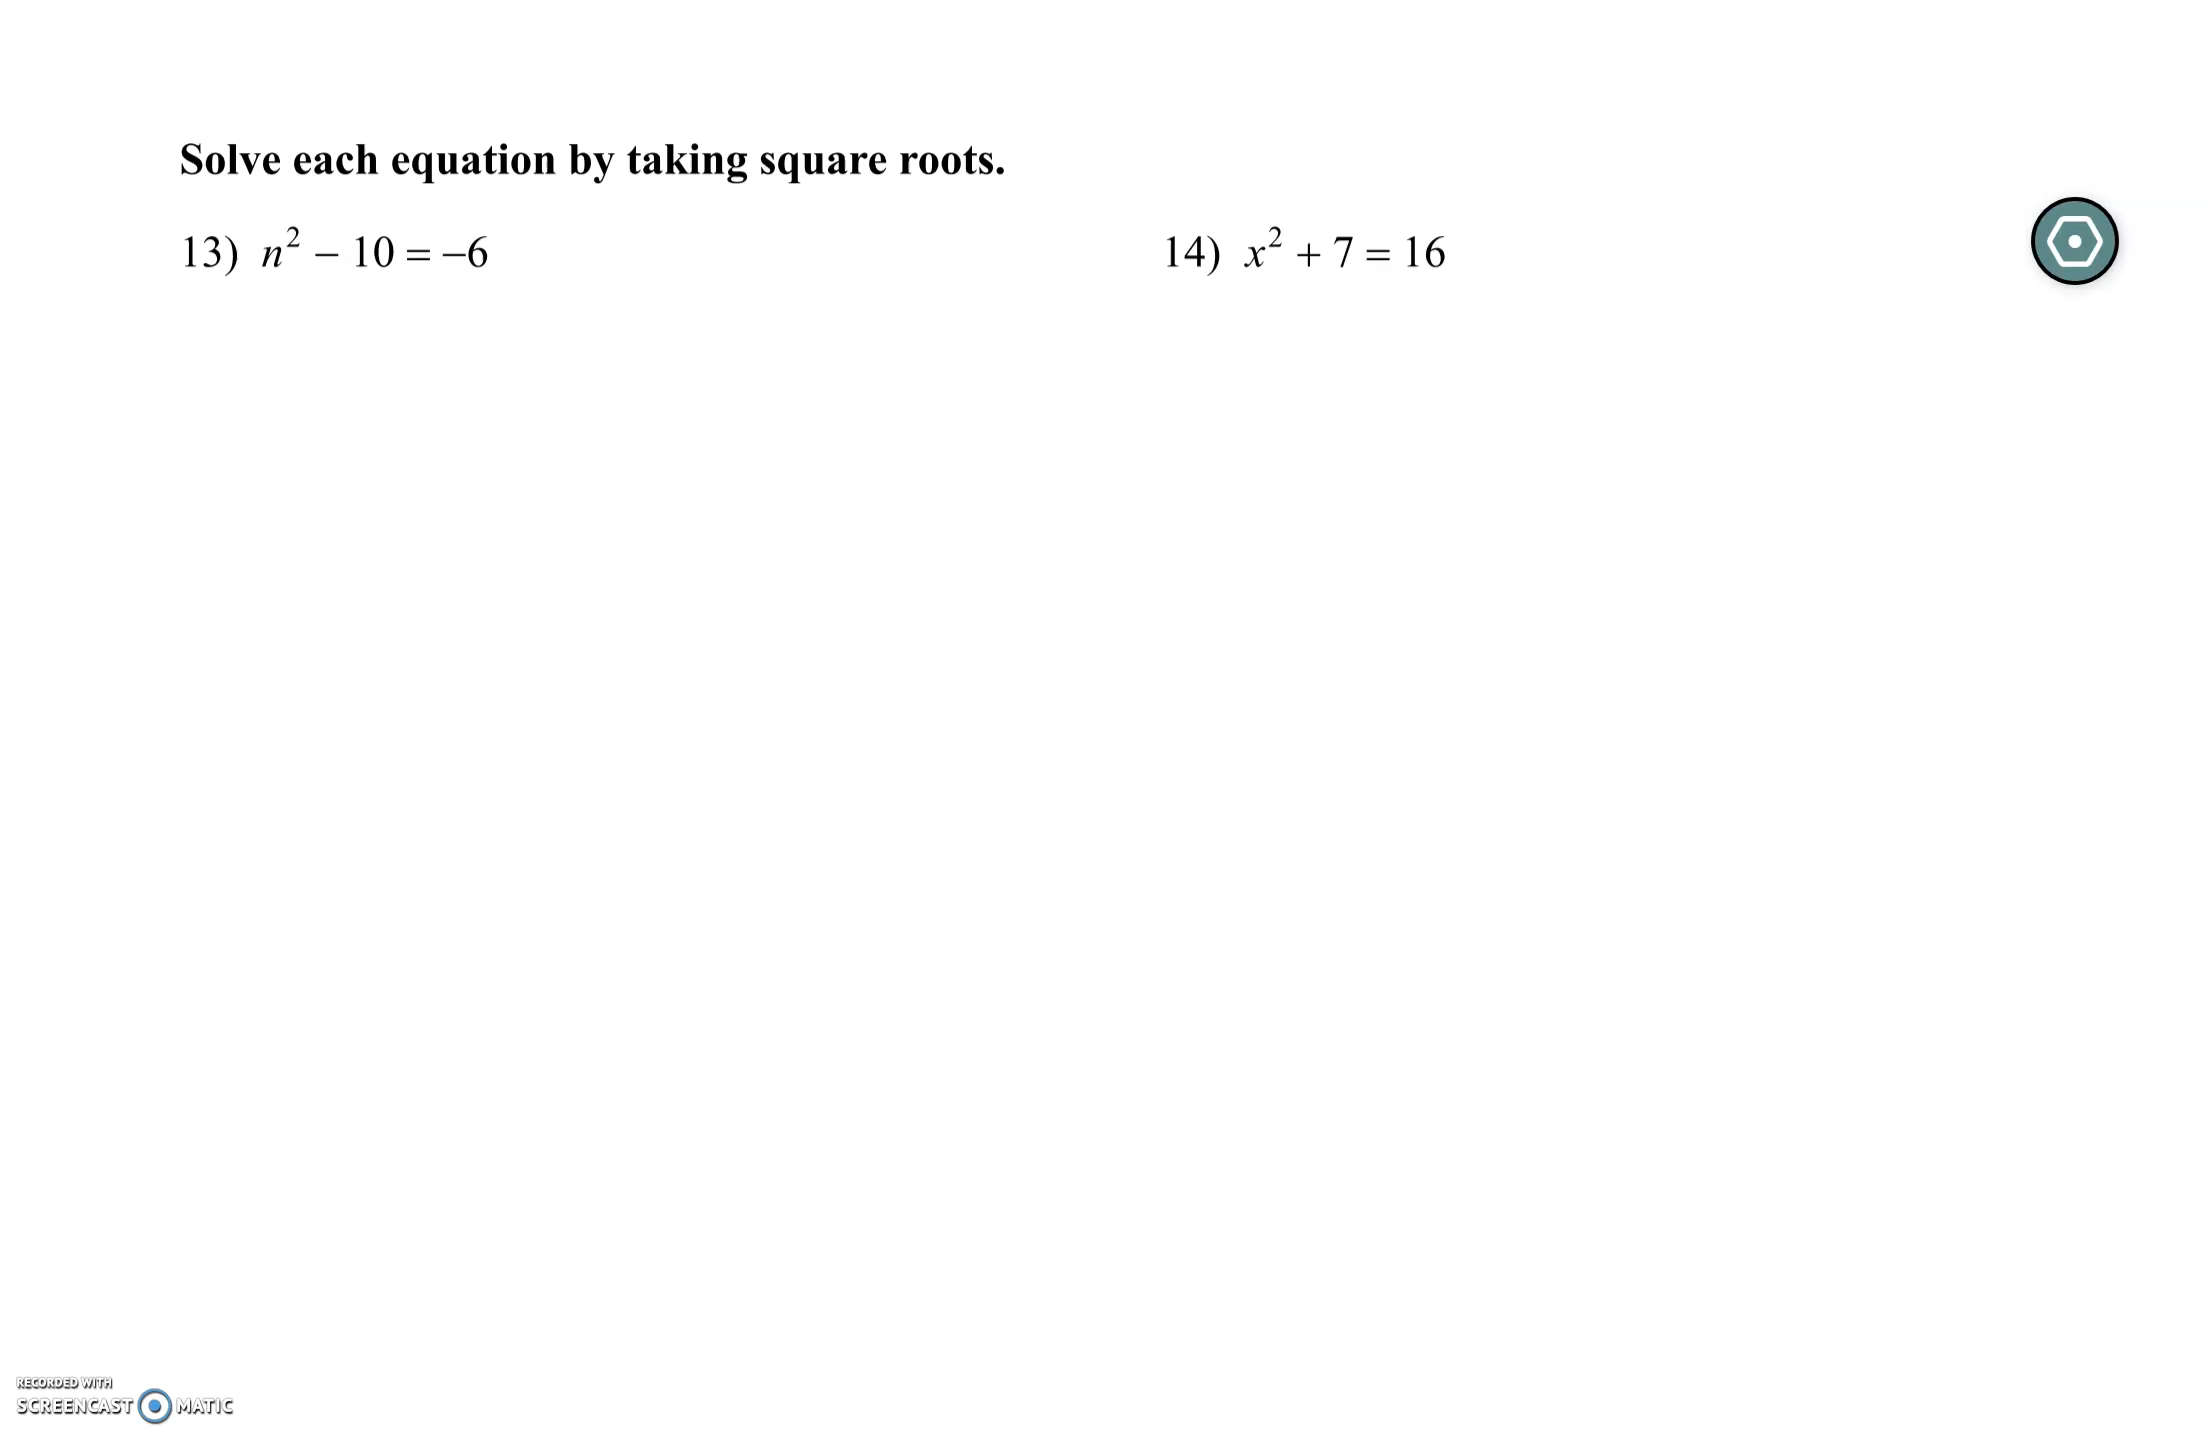 Solve each equation by taking square roots.
13) n² − 10 = −6
14) x² + 7 = 16
RECORDED WITH
SCREENCAST MATIC